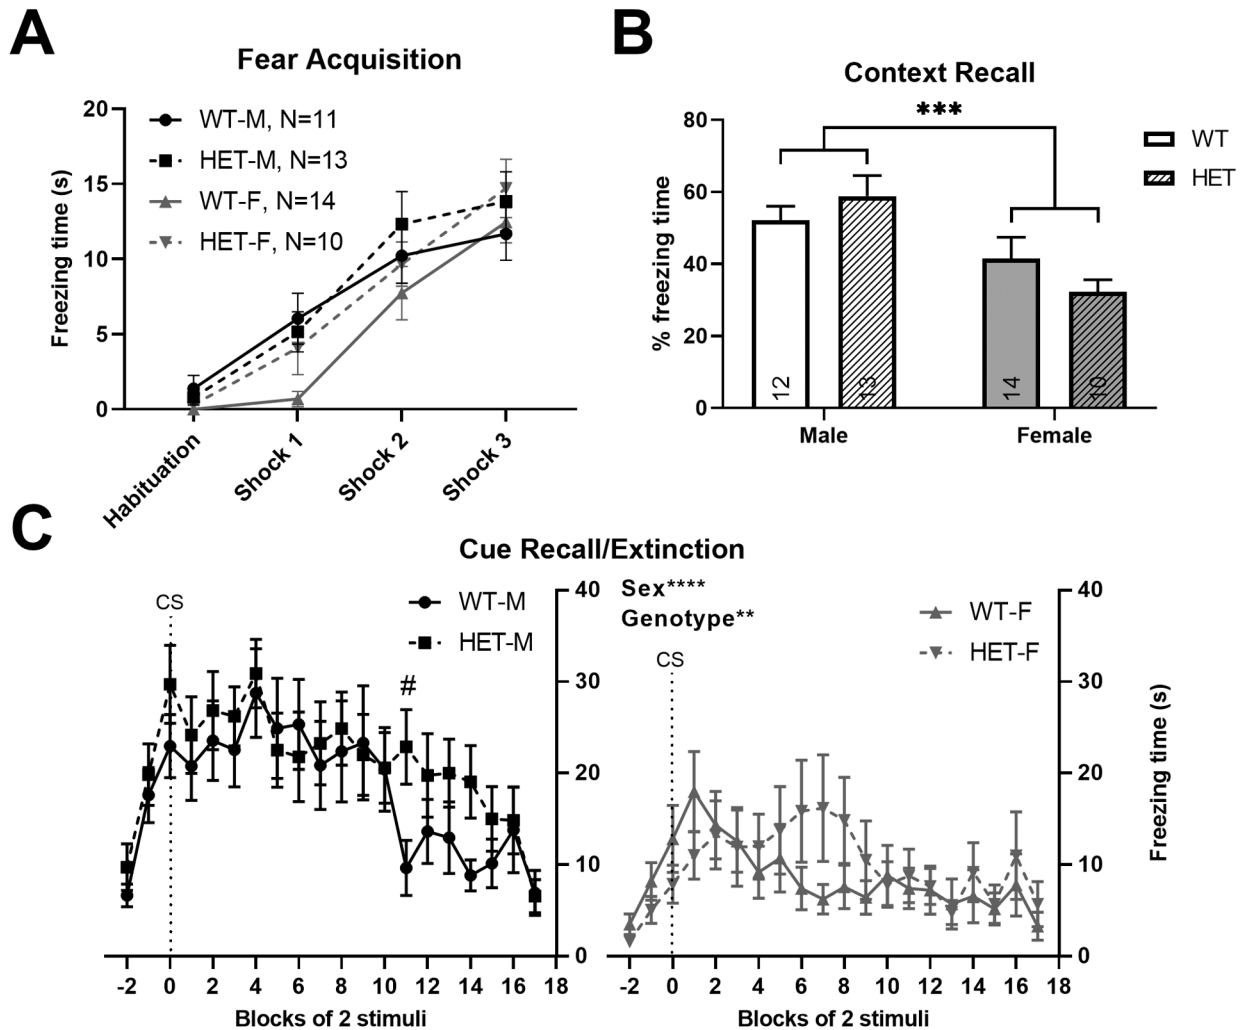 A
Fear Acquisition
Freezing time (s)
20
15
10
5
0
WT-M, N=11
HET-M, N=13
WT-F, N=14
HET-F, N=10
Habituation
Shock 1
Shock 2
Shock 3
B
Context Recall
***
% freezing time
80
60
40
20
0
12
13
14
10
Male
Female
WT
HET
C
Cue Recall/Extinction
CS
WT-M
HET-M
#
40
30
20
10
0
-2 0 2 4 6 8 10 12 14 16 18
Blocks of 2 stimuli
Sex****
Genotype**
CS
WT-F
HET-F
40
30
20
10
0
Freezing time (s)
-2 0 2 4 6 8 10 12 14 16 18
Blocks of 2 stimuli